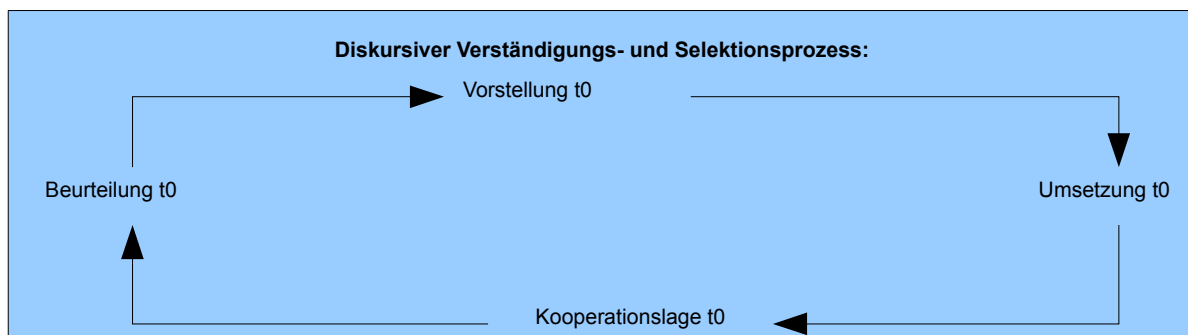 Diskursiver Verständigungs- und Selektionsprozess:
Vorstellung t0
Beurteilung t0
Umsetzung t0
Kooperationslage t0